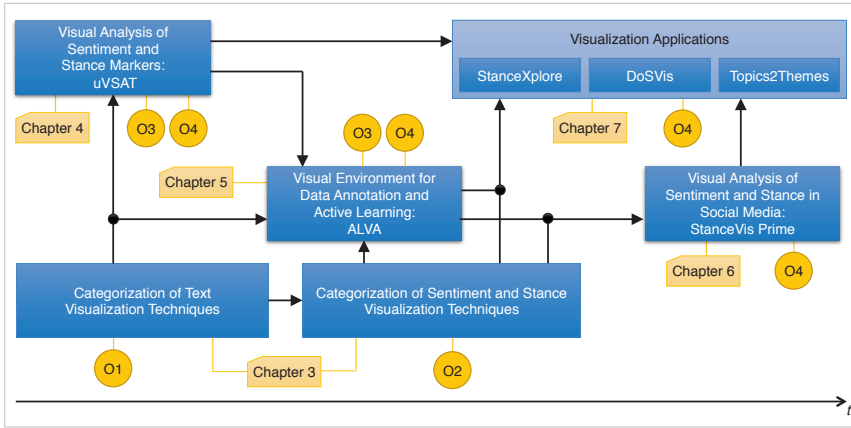 Visual Analysis of
Sentiment and
Stance Markers:
uVSAT
Visualization Applications
StanceXplore
DoSVis
Topics2Themes
Chapter 4
O3
O4
O3
O4
Chapter 7
O4
Chapter 5
Visual Environment for
Data Annotation and
Active Learning:
ALVA
Visual Analysis of
Sentiment and Stance in
Social Media:
StanceVis Prime
Chapter 6
O4
Categorization of Text
Visualization Techniques
Categorization of Sentiment and Stance
Visualization Techniques
O1
Chapter 3
O2
t